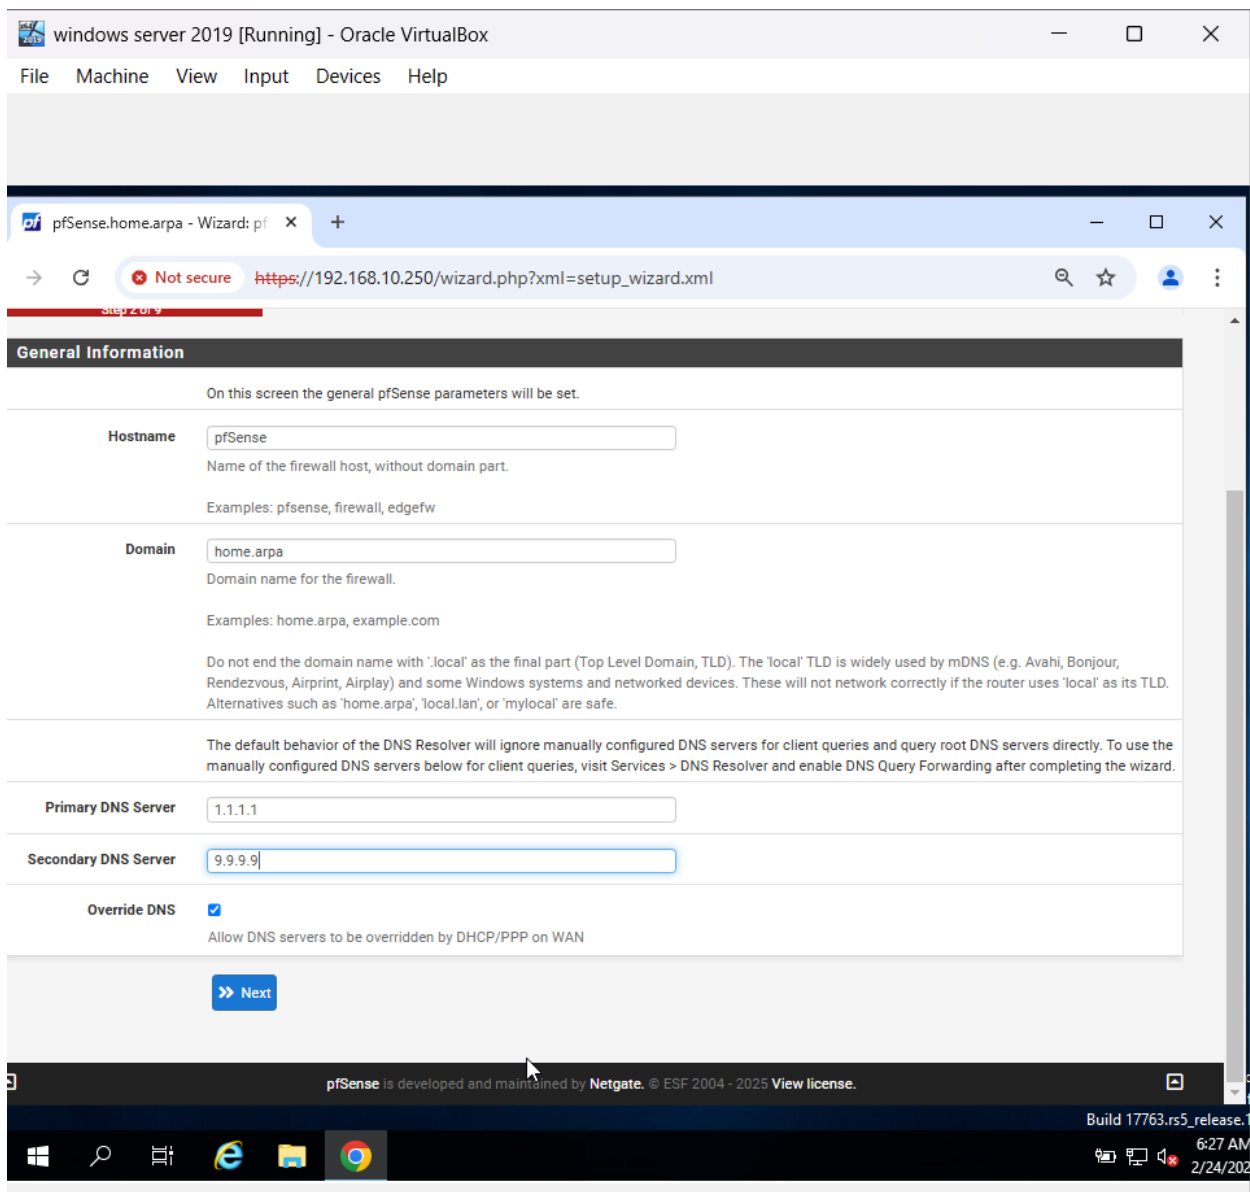 windows server 2019 [Running] - Oracle VirtualBox
File Machine View Input Devices Help
pfSense.home.arpa - Wizard: pf
Not secure https://192.168.10.250/wizard.php?xml=setup_wizard.xml
Step 2 of 9
General Information
On this screen the general pfSense parameters will be set.
Hostname pfSense
Name of the firewall host, without domain part.
Examples: pfsense, firewall, edgefw
Domain home.arpa
Domain name for the firewall.
Examples: home.arpa, example.com
Do not end the domain name with '.local' as the final part (Top Level Domain, TLD). The 'local' TLD is widely used by mDNS (e.g. Avahi, Bonjour,
Rendezvous, Airprint, Airplay) and some Windows systems and networked devices. These will not network correctly if the router uses 'local' as its TLD.
Alternatives such as 'home.arpa', 'local.lan', or 'mylocal' are safe.
The default behavior of the DNS Resolver will ignore manually configured DNS servers for client queries and query root DNS servers directly. To use the
manually configured DNS servers below for client queries, visit Services > DNS Resolver and enable DNS Query Forwarding after completing the wizard.
Primary DNS Server 1.1.1.1
Secondary DNS Server 9.9.9.9
Override DNS
Allow DNS servers to be overridden by DHCP/PPP on WAN
Next
pfSense is developed and maintained by Netgate. © ESF 2004 - 2025 View license.
Build 17763.rs5_release.1
6:27 AM
2/24/202